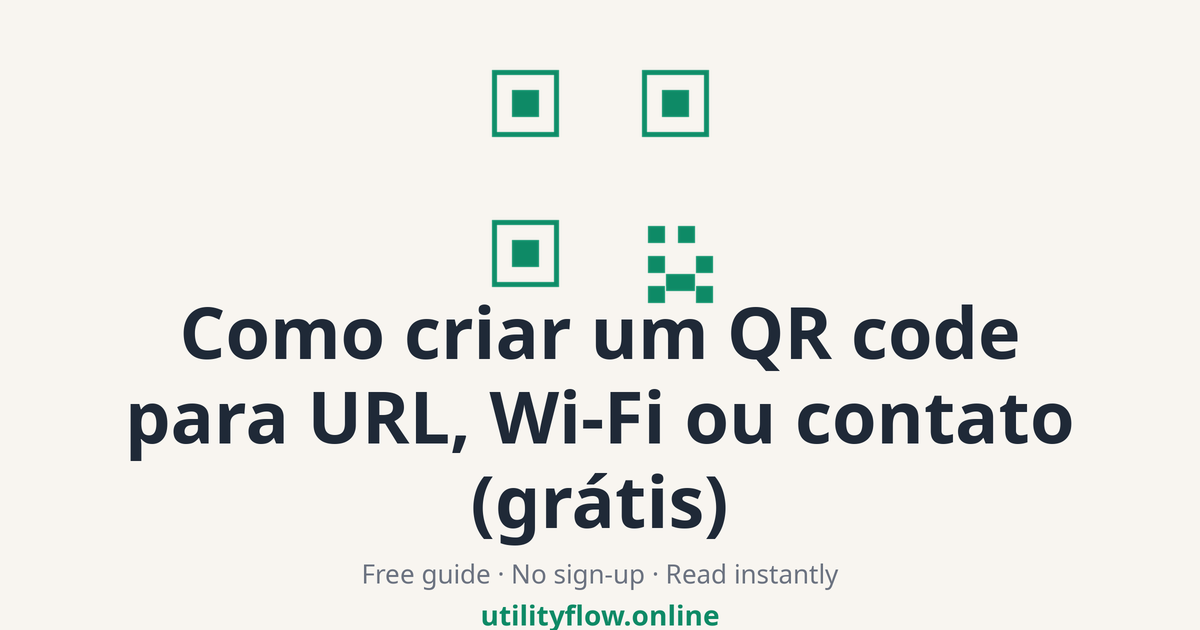 Como criar um QR code
para URL, Wi-Fi ou contato
(grátis)
Free guide · No sign-up · Read instantly
utilityflow.online